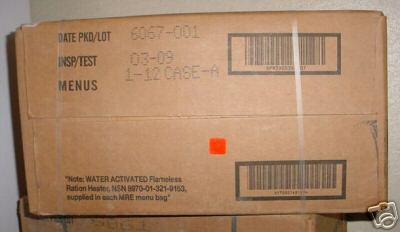 DATE PKD/LOT 6067-001
INSP/TEST 03-09
MENUS 1-12 CASE-A
"Note: WATER ACTIVATED Flameless
Ration Heater, NSN 8970-01-321-9153,
supplied in each MRE menu bag"